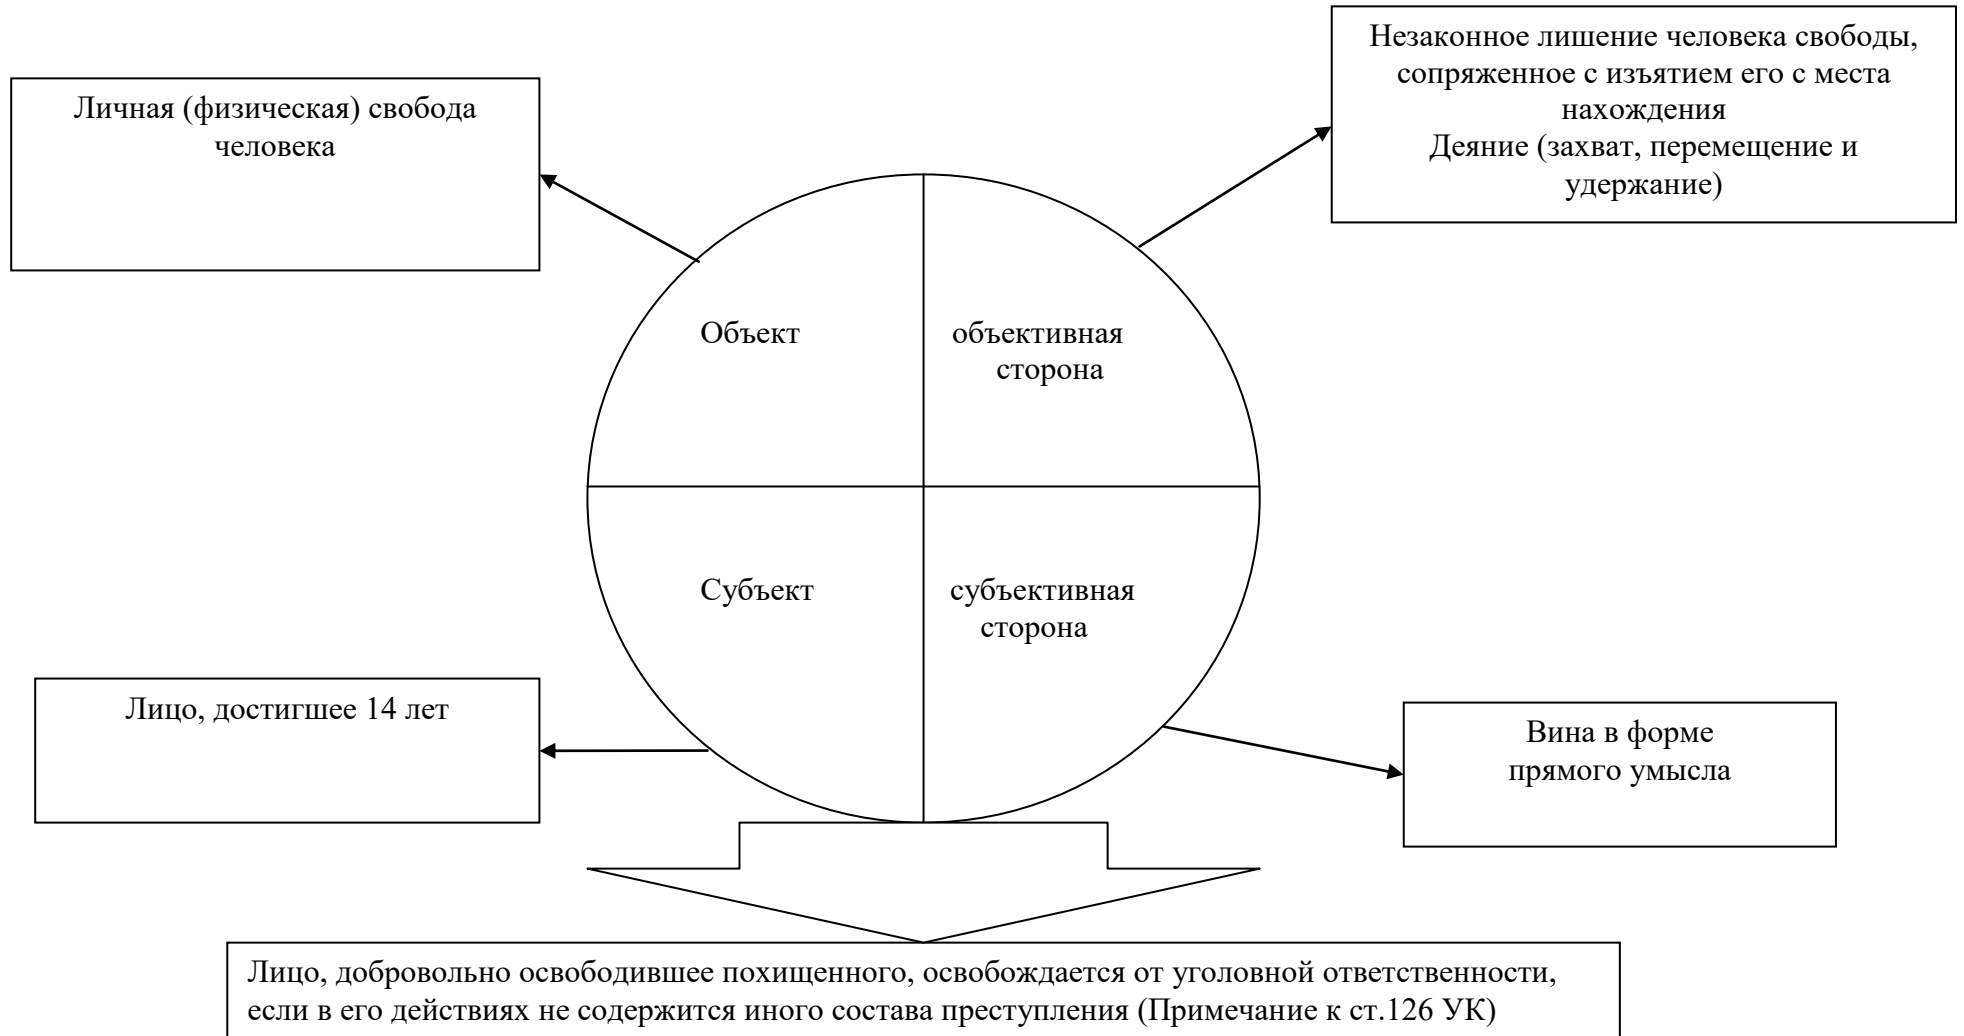 Личная (физическая) свобода
человека
Незаконное лишение человека свободы,
сопряженное с изъятием его с места
нахождения
Деяние (захват, перемещение и
удержание)
Объект
объективная
сторона
Субъект
субъективная
сторона
Лицо, достигшее 14 лет
Вина в форме
прямого умысла
Лицо, добровольно освободившее похищенного, освобождается от уголовной ответственности,
если в его действиях не содержится иного состава преступления (Примечание к ст.126 УК)